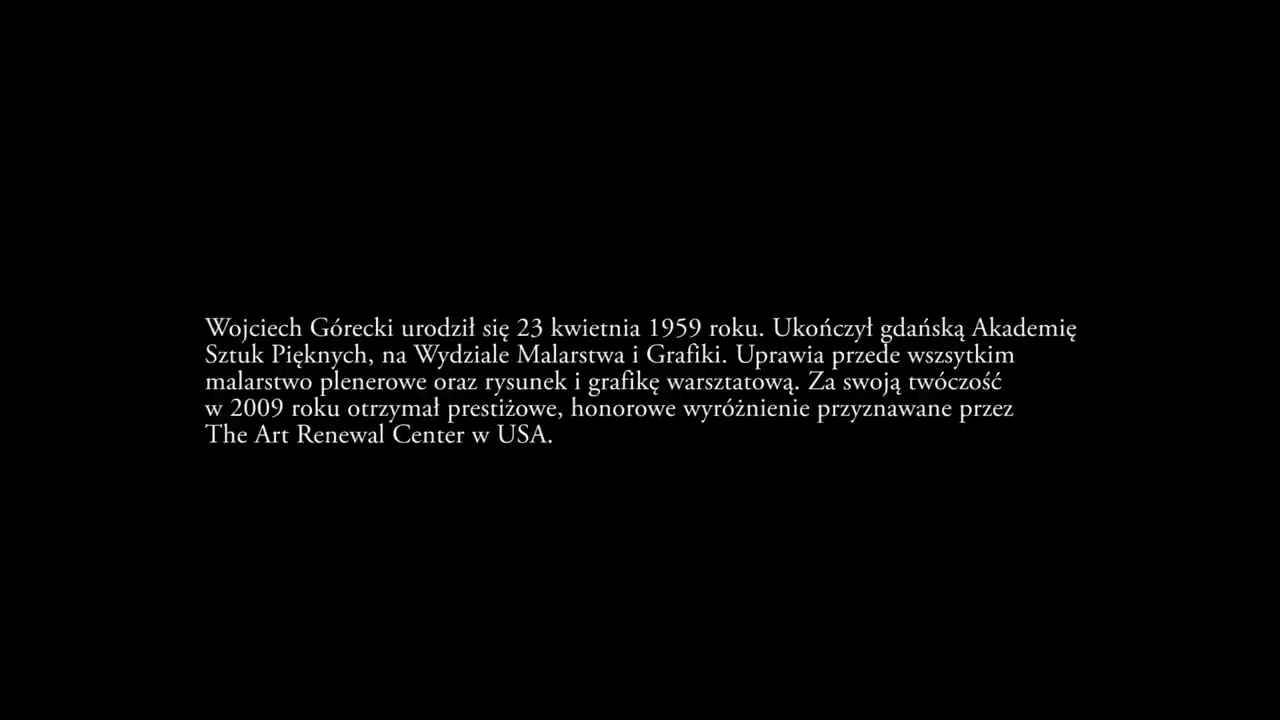 Wojciech Górecki urodził się 23 kwietnia 1959 roku. Ukończył gdańską Akademię
Sztuk Pięknych, na Wydziale Malarstwa i Grafiki. Uprawia przede wszsytkim
malarstwo plenerowe oraz rysunek i grafikę warsztatową. Za swoją twóczość
w 2009 roku otrzymał prestiżowe, honorowe wyróżnienie przyznawane przez
The Art Renewal Center w USA.